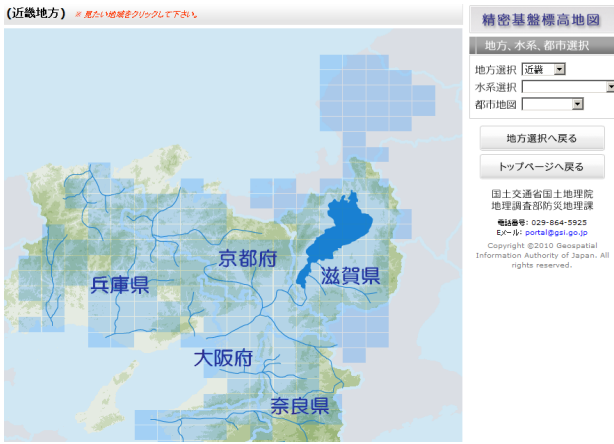 (近畿地方) ※ 見たい地域をクリックして下さい。
京都府
兵庫県
滋賀県
大阪府
奈良県
精密基盤標高地図
地方、水系、都市選択
地方選択 近畿
水系選択
都市地図
地方選択へ戻る
トップページへ戻る
国土交通省国土地理院
地理調査部防災地理課
電話番号: 029-864-5925
Eメール: portal@gsi.go.jp
Copyright ©2010 Geospatial
Information Authority of Japan. All
rights reserved.